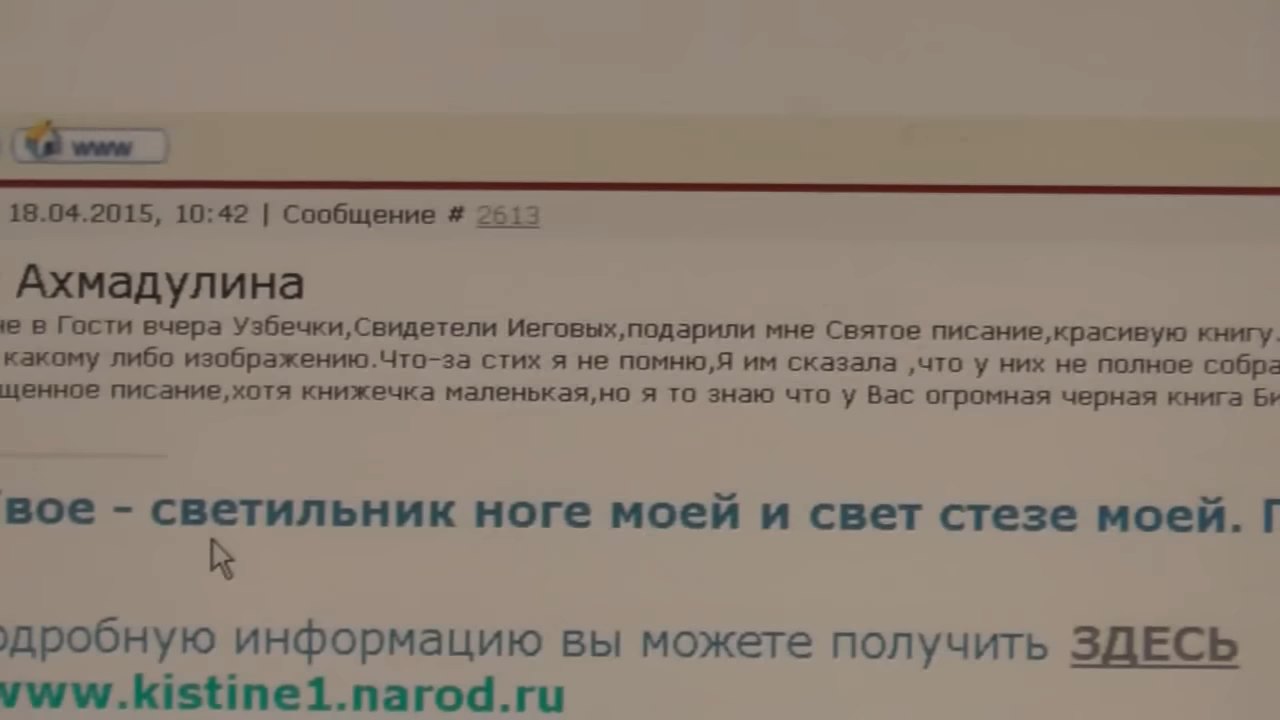 www
18.04.2015, 10:42 | Сообщение # 2613
Ахмадулина
не в Гости вчера Узбечки,Свидетели Иеговых,подарили мне Святое писание,красивую книгу.
какому либо изображению.Что-за стих я не помню,Я им сказала ,что у них не полное собра
щенное писание,хотя книжечка маленькая,но я то знаю что у Вас огромная черная книга Би
Твое - светильник ноге моей и свет стезе моей. П
одробную информацию вы можете получить ЗДЕСЬ
www.kistine1.narod.ru